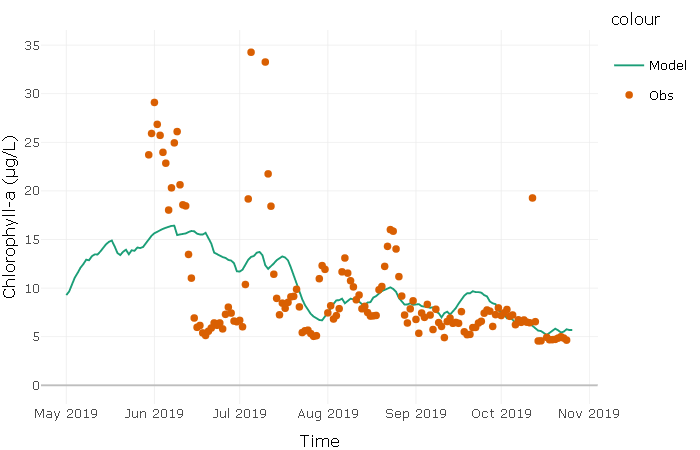 colour
Model
Obs
Chlorophyll-a (µg/L)
35
30
25
20
15
10
5
0
May 2019 Jun 2019 Jul 2019 Aug 2019 Sep 2019 Oct 2019 Nov 2019
Time